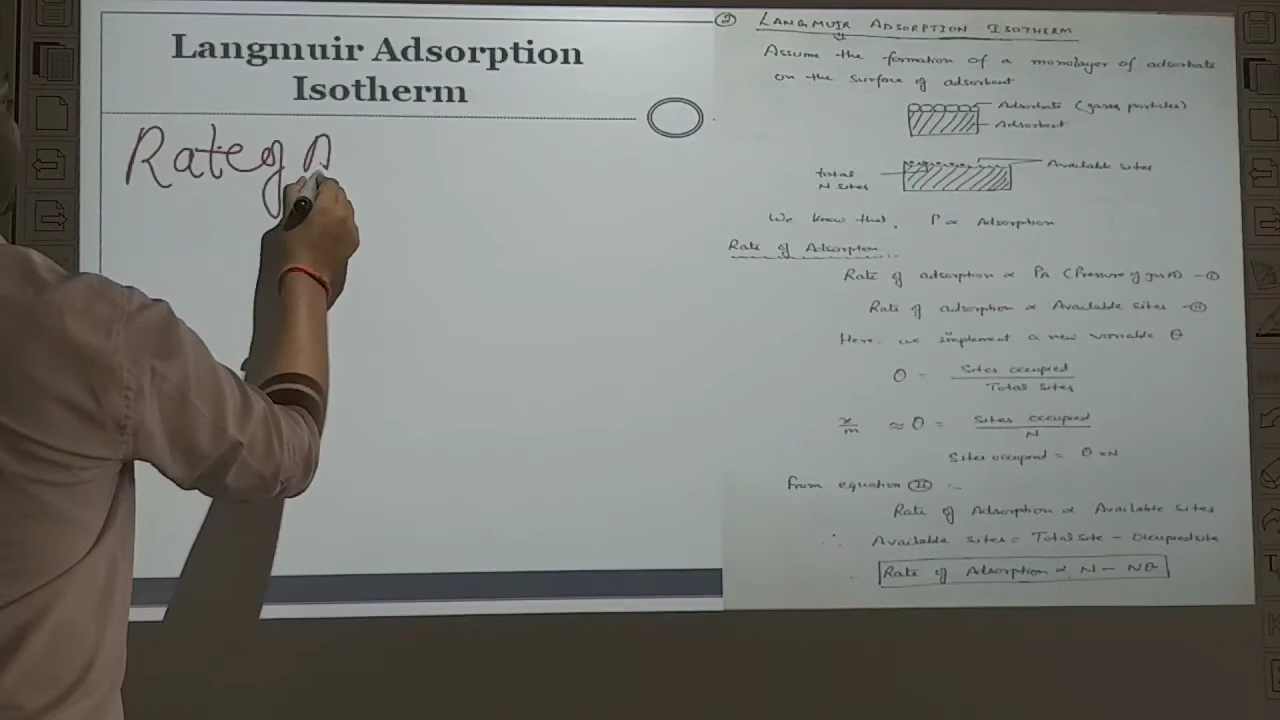 Langmuir Adsorption
Isotherm
Rate of A
② LANGMUIR ADSORPTION ISOTHERM
Assume the formation of a monolayer of adsorbate
on the surface of adsorbent
Adsorbate (gases particles)
Adsorbent
Available sites
total
N sites
We know that, P ∝ Adsorption
Rate of Adsorption
Rate of adsorption ∝ PA (Pressure of gas A) - ①
Rate of adsorption ∝ Available sites - ⑪
Here, we implement a new variable θ
θ = Sites occupied / Total sites
x/m ≈ θ = Sites occupied / N
Sites occupied = θ × N
From equation ⑪ :-
Rate of Adsorption ∝ Available sites
∴ Available sites = Total site - Occupied site
Rate of Adsorption ∝ N - Nθ